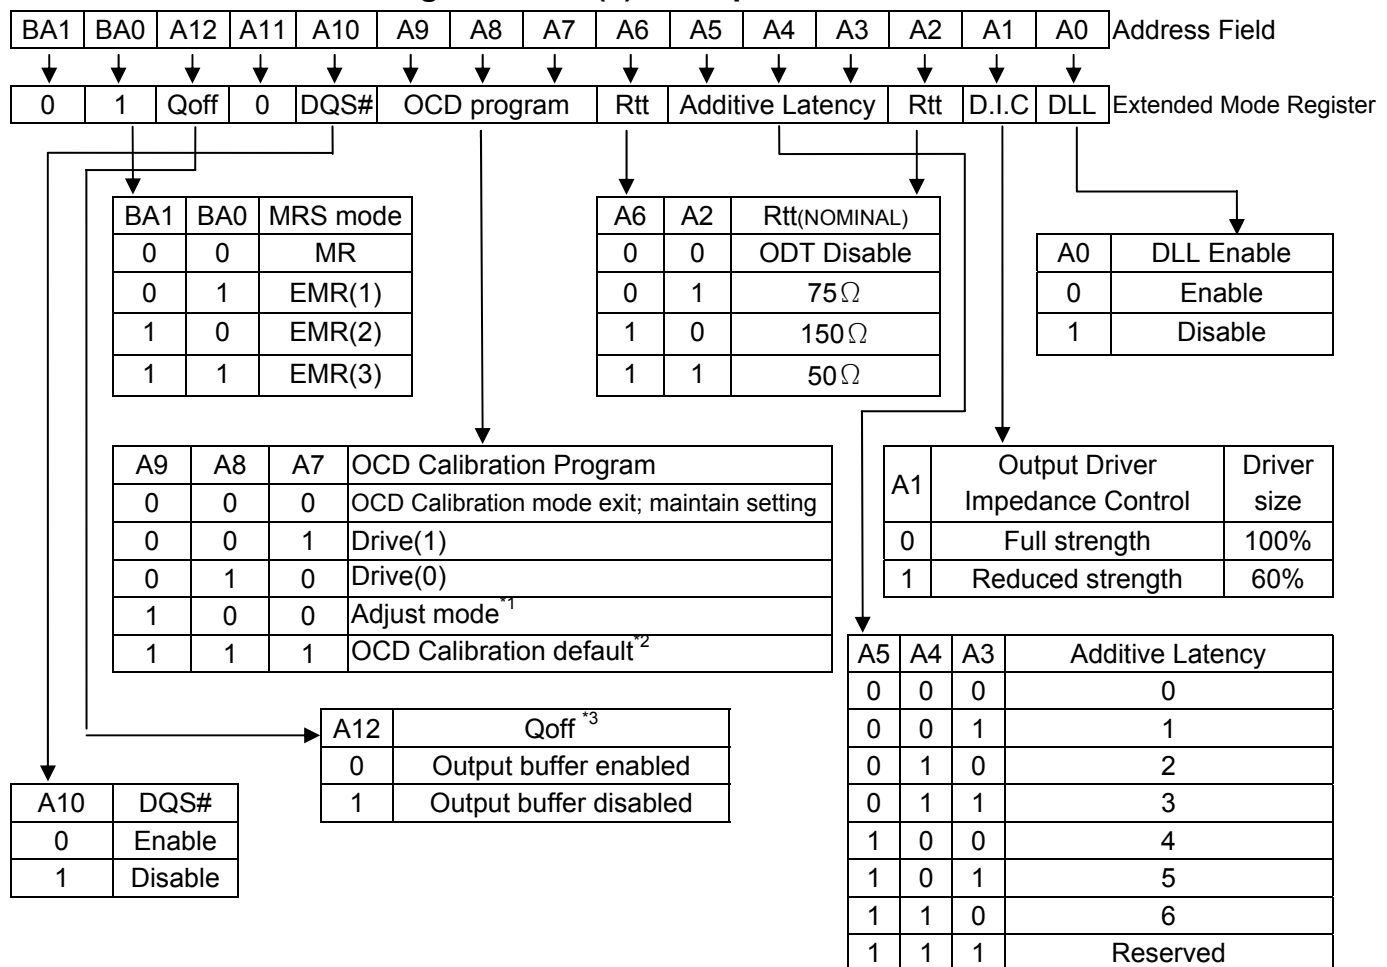 BA1 BA0 A12 A11 A10 A9 A8 A7 A6 A5 A4 A3 A2 A1 A0 Address Field
0 1 Qoff 0 DQS# OCD program Rtt Additive Latency Rtt D.I.C DLL Extended Mode Register
BA1 BA0 MRS mode
0 0 MR
0 1 EMR(1)
1 0 EMR(2)
1 1 EMR(3)
A6 A2 Rtt(NOMINAL)
0 0 ODT Disable
0 1 75Ω
1 0 150Ω
1 1 50Ω
A0 DLL Enable
0 Enable
1 Disable
A9 A8 A7 OCD Calibration Program
0 0 0 OCD Calibration mode exit; maintain setting
0 0 1 Drive(1)
0 1 0 Drive(0)
1 0 0 Adjust mode*1
1 1 1 OCD Calibration default*2
A1 Output Driver Impedance Control Driver size
0 Full strength 100%
1 Reduced strength 60%
A12 Qoff *3
0 Output buffer enabled
1 Output buffer disabled
A10 DQS#
0 Enable
1 Disable
A5 A4 A3 Additive Latency
0 0 0 0
0 0 1 1
0 1 0 2
0 1 1 3
1 0 0 4
1 0 1 5
1 1 0 6
1 1 1 Reserved